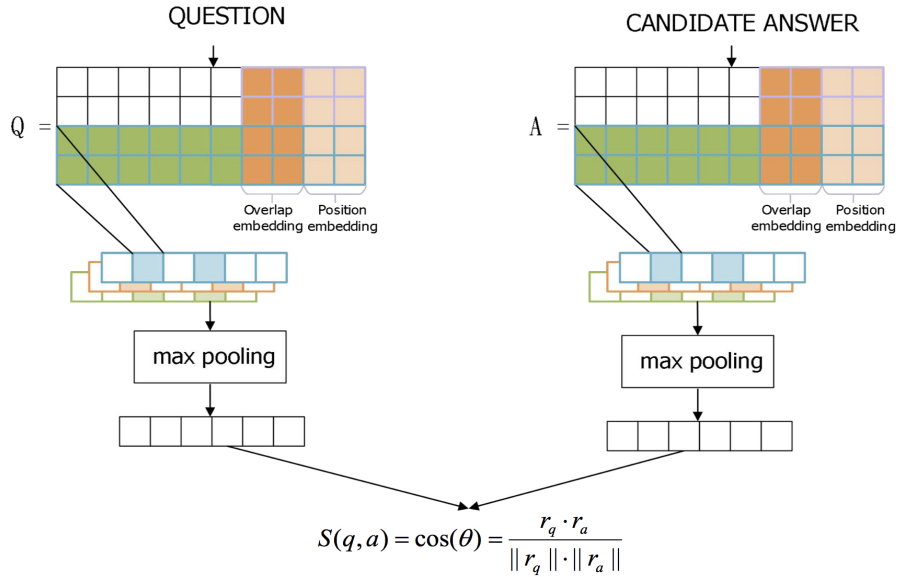 QUESTION
CANDIDATE ANSWER
Q =
A =
Overlap embedding
Position embedding
Overlap embedding
Position embedding
max pooling
max pooling
S(q,a) = cos(θ) = r_q · r_a / || r_q || · || r_a ||